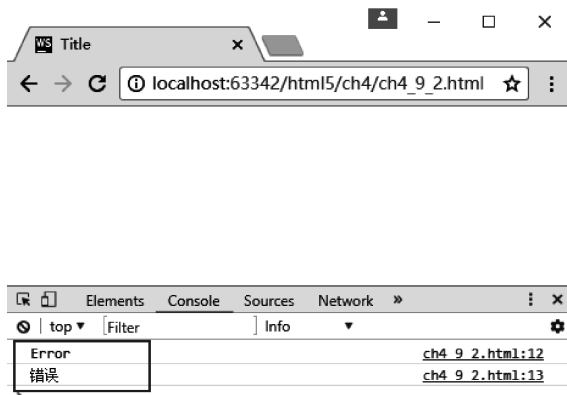 WS Title
localhost:63342/html5/ch4/ch4_9_2.html
Elements Console Sources Network »
top Filter Info
Error ch4_9_2.html:12
错误 ch4_9_2.html:13